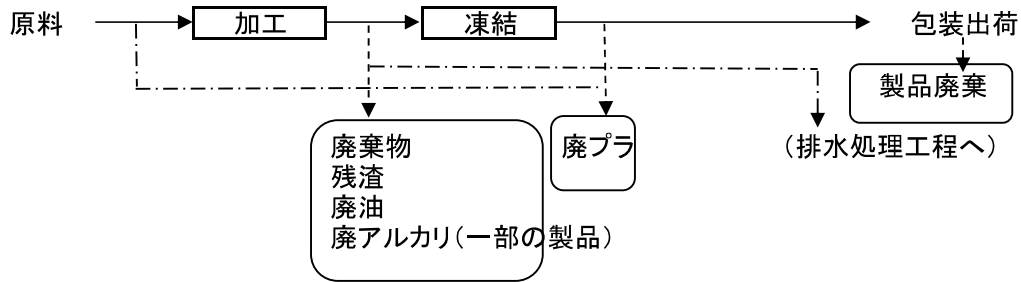 原料
加工
凍結
包装出荷
製品廃棄
廃棄物
残渣
廃油
廃アルカリ（一部の製品）
廃プラ
（排水処理工程へ）